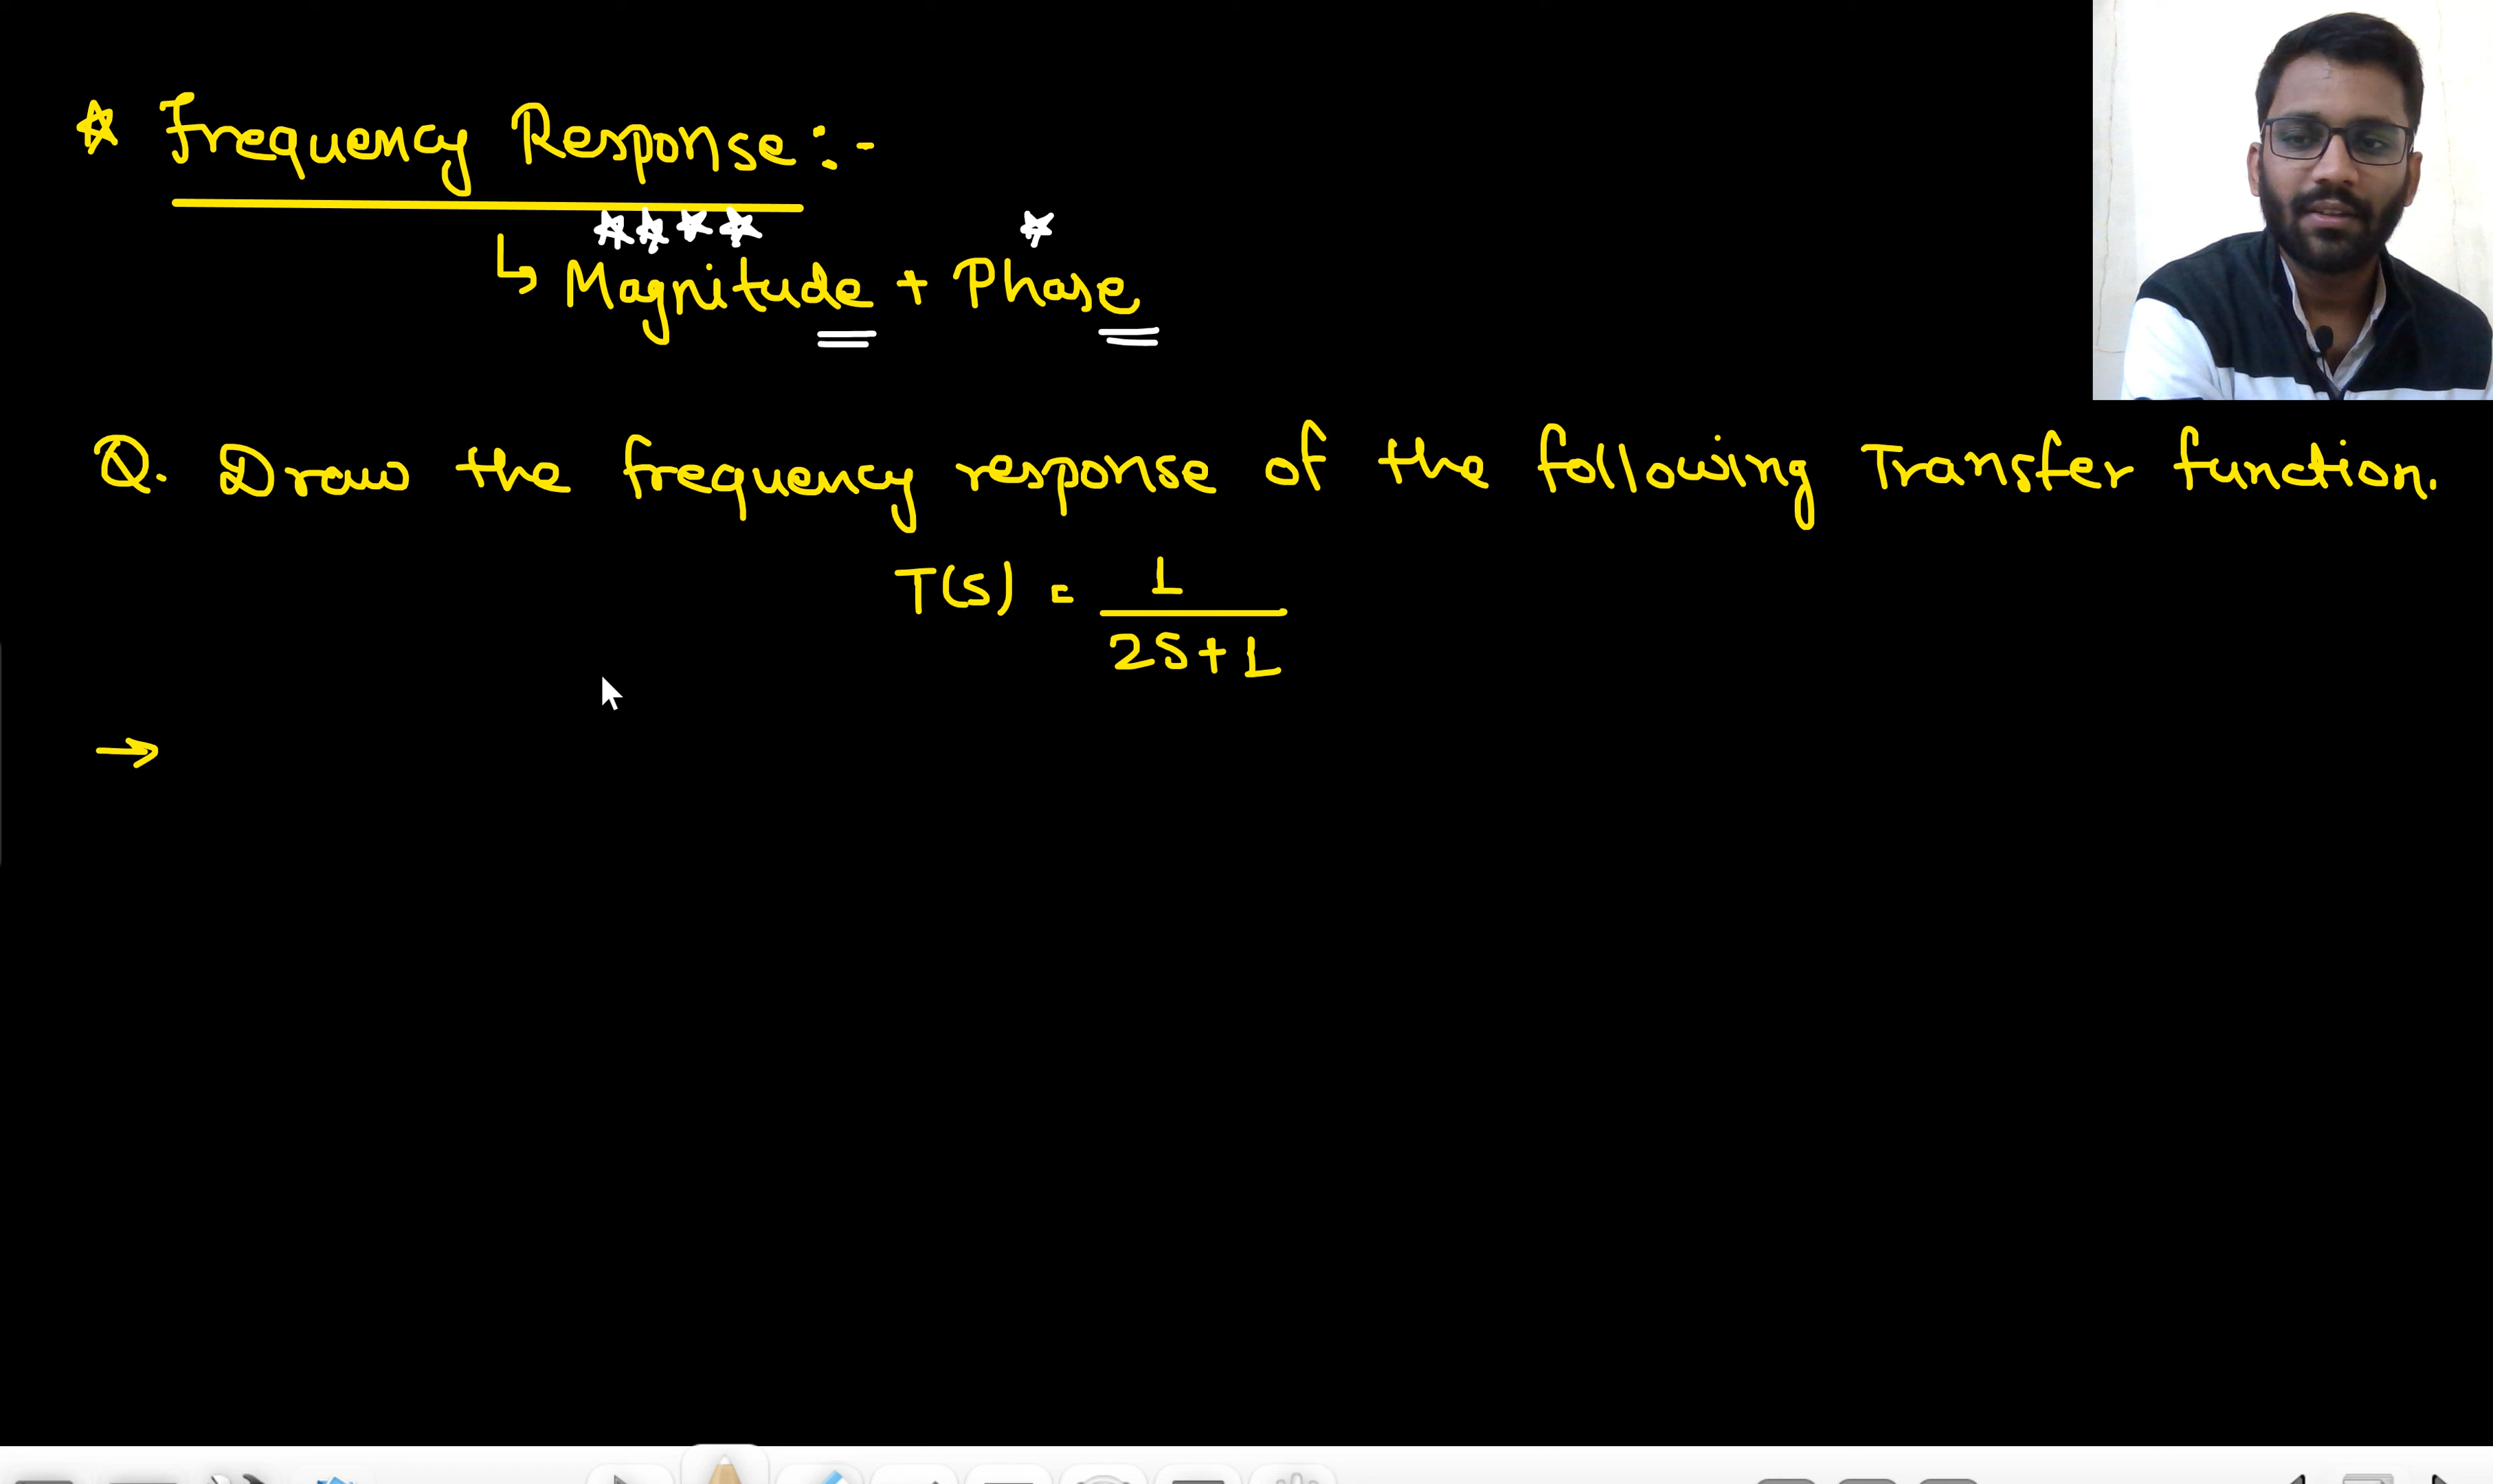 ☆ Frequency Response:-
↳ Magnitude + Phase
Q. Draw the frequency response of the following Transfer function.
T(s) = 1 / 2s+1
→